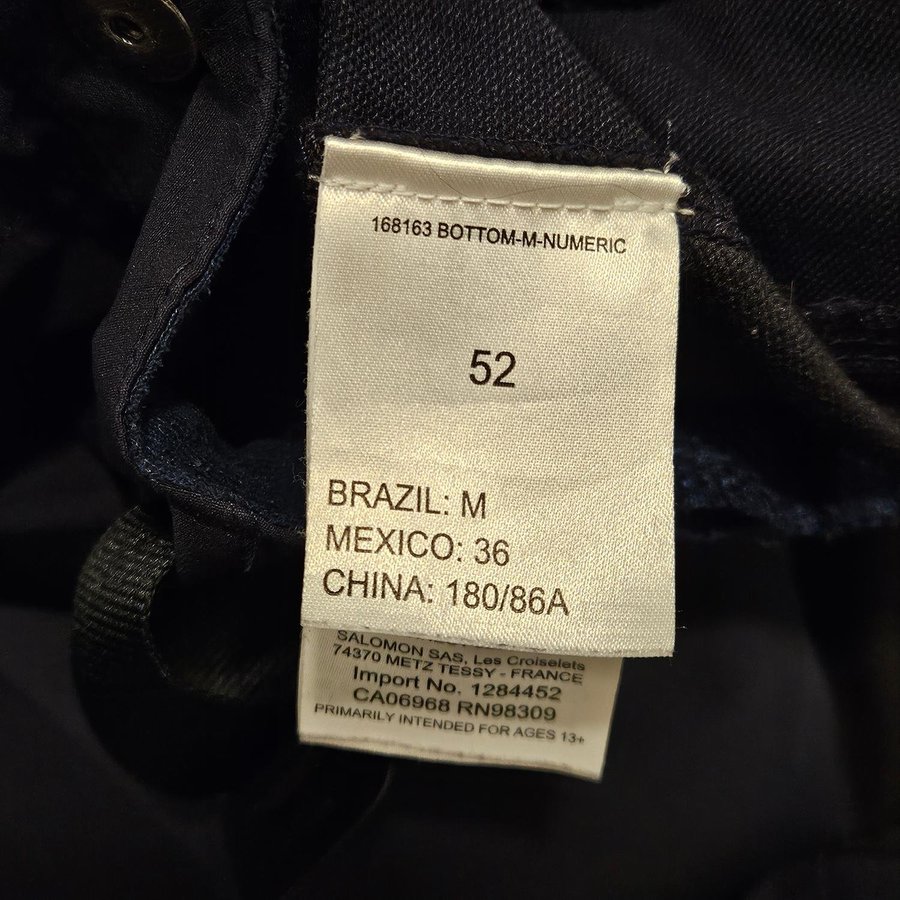 168163 BOTTOM-M-NUMERIC
52
BRAZIL: M
MEXICO: 36
CHINA: 180/86A
SALOMON SAS, Les Croiselets
74370 METZ TESSY - FRANCE
Import No. 1284452
CA06968 RN98309
PRIMARILY INTENDED FOR AGES 13+